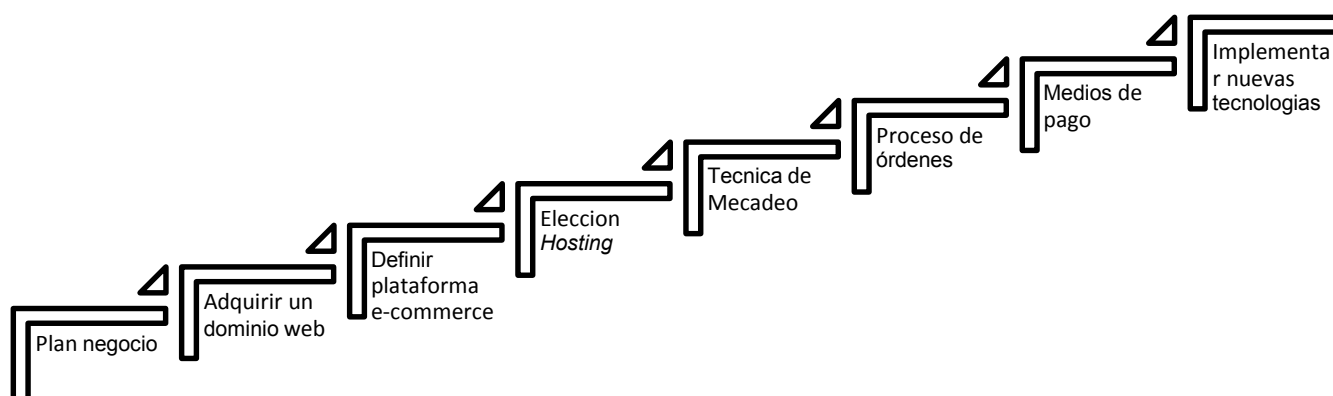 Plan negocio
Adquirir un
dominio web
Definir
plataforma
e-commerce
Eleccion
Hosting
Tecnica de
Mecadeo
Proceso de
órdenes
Medios de
pago
Implementa
r nuevas
tecnologias